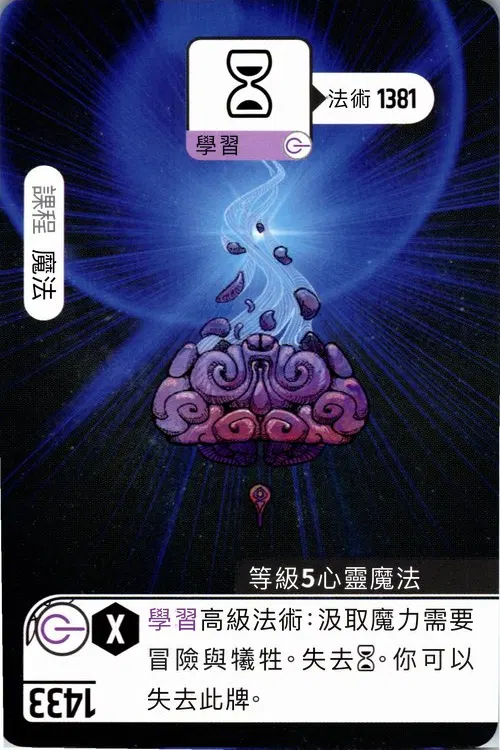 法術 1381
學習
課程 魔法
等級5心靈魔法
學習高級法術:汲取魔力需要
冒險與犧牲。失去⌛。你可以
失去此牌。
X
1433